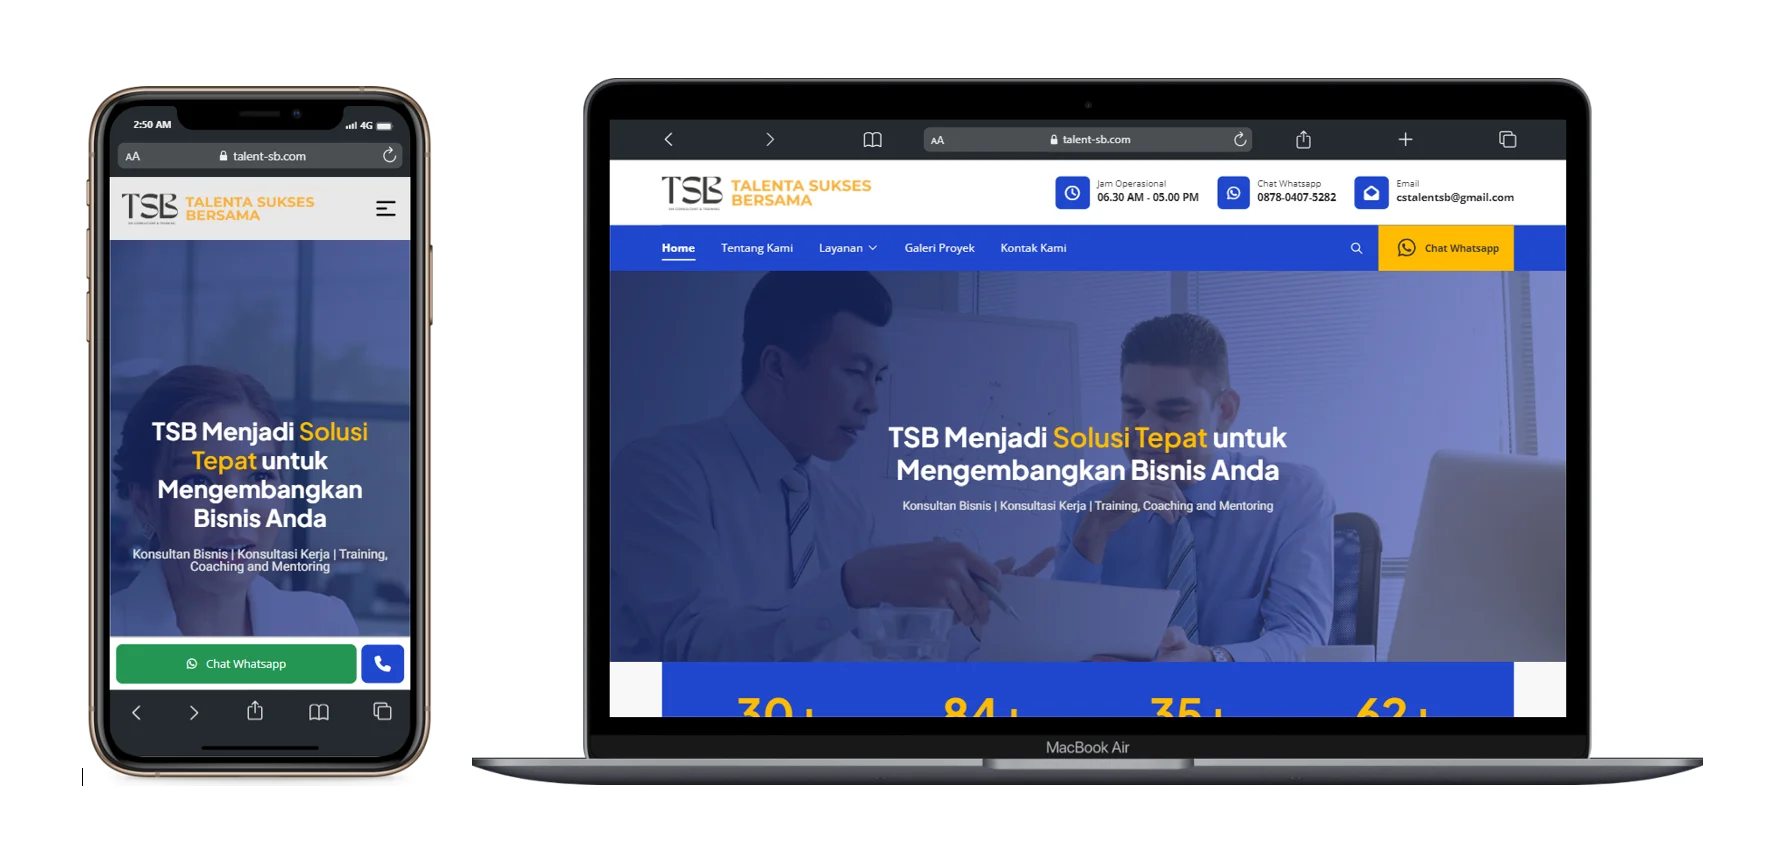 2:50 AM
4G
AA
talent-sb.com
TSB
TALENTA SUKSES
BERSAMA
TSB Menjadi Solusi
Tepat untuk
Mengembangkan
Bisnis Anda
Konsultan Bisnis | Konsultasi Kerja | Training,
Coaching and Mentoring
Chat Whatsapp
AA
talent-sb.com
TSB
TALENTA SUKSES
BERSAMA
Jam Operasional
06.30 AM - 05.00 PM
Chat Whatsapp
0878-0407-5282
Email
cstalentsb@gmail.com
Home
Tentang Kami
Layanan
Galeri Proyek
Kontak Kami
Chat Whatsapp
TSB Menjadi Solusi Tepat untuk
Mengembangkan Bisnis Anda
Konsultan Bisnis | Konsultasi Kerja | Training, Coaching and Mentoring
30+
84+
35+
62+
MacBook Air